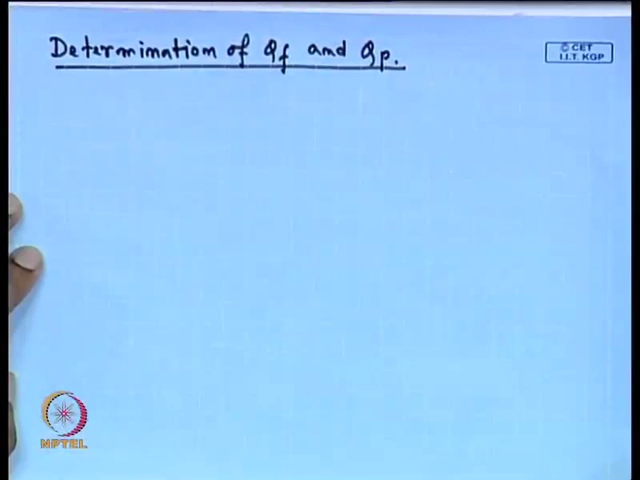 Determination of Qf and Qp.
© CET
I.I.T. KGP
NPTEL